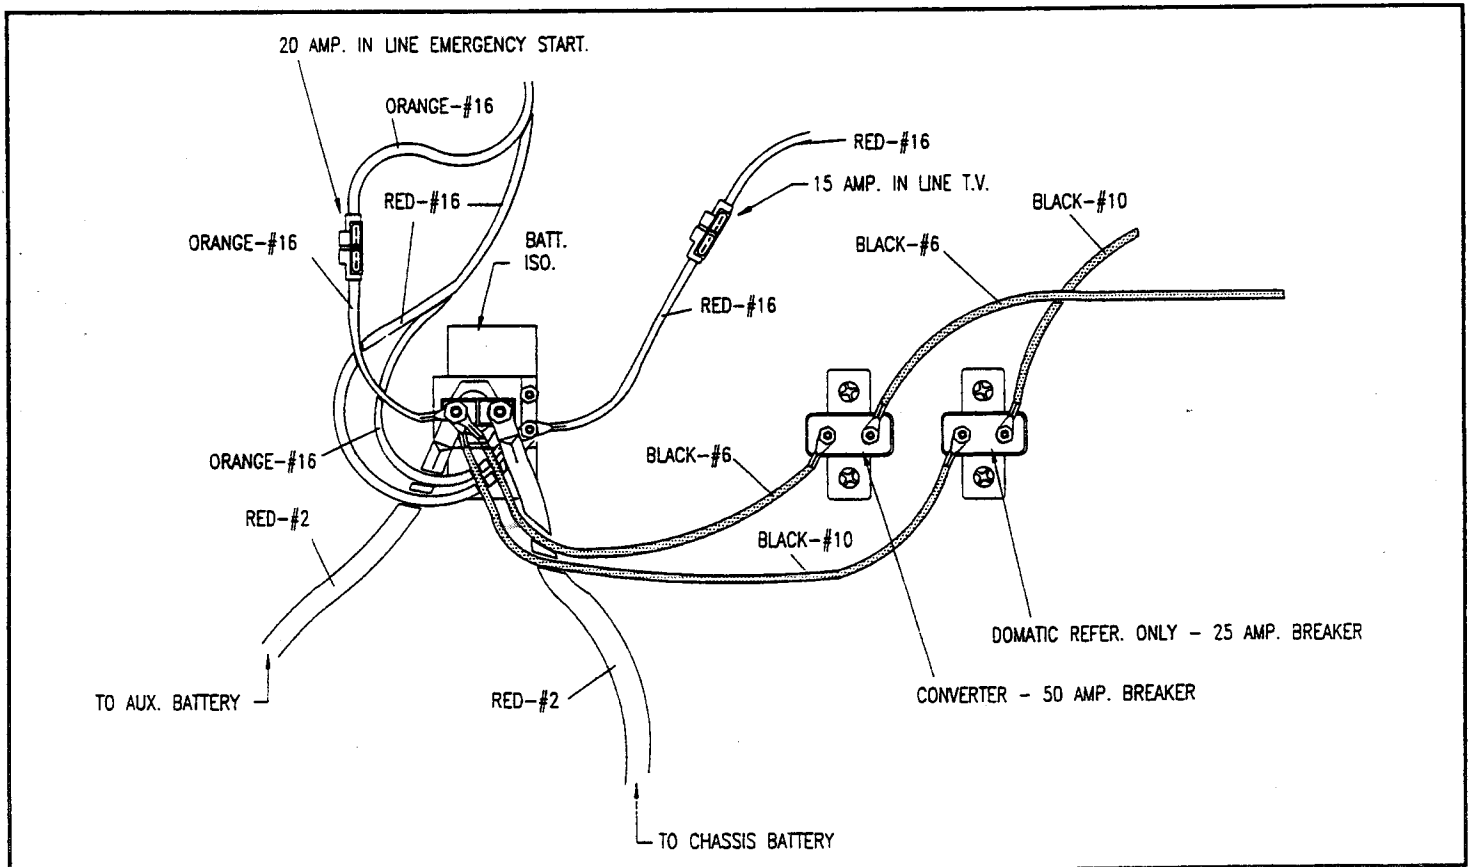 20 AMP. IN LINE EMERGENCY START.
ORANGE-#16
RED-#16
15 AMP. IN LINE T.V.
RED-#16
BLACK-#10
ORANGE-#16
BATT.
ISO.
BLACK-#6
RED-#16
ORANGE-#16
BLACK-#6
RED-#2
BLACK-#10
DOMATIC REFER. ONLY - 25 AMP. BREAKER
TO AUX. BATTERY
RED-#2
CONVERTER - 50 AMP. BREAKER
TO CHASSIS BATTERY